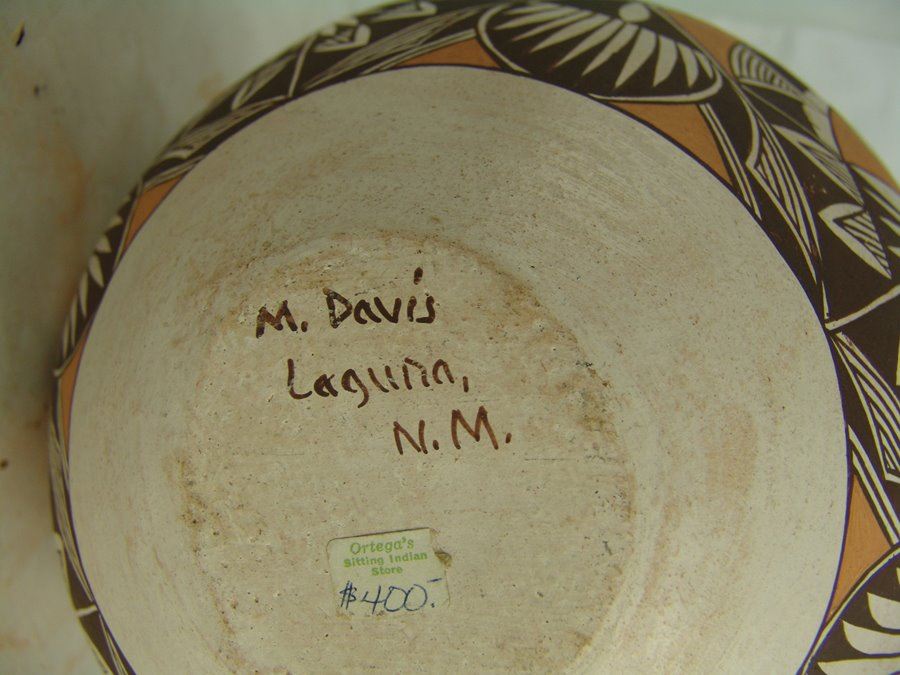 M. Davis
Laguna,
N.M.
Ortega's
Sitting Indian
Store
$400.-